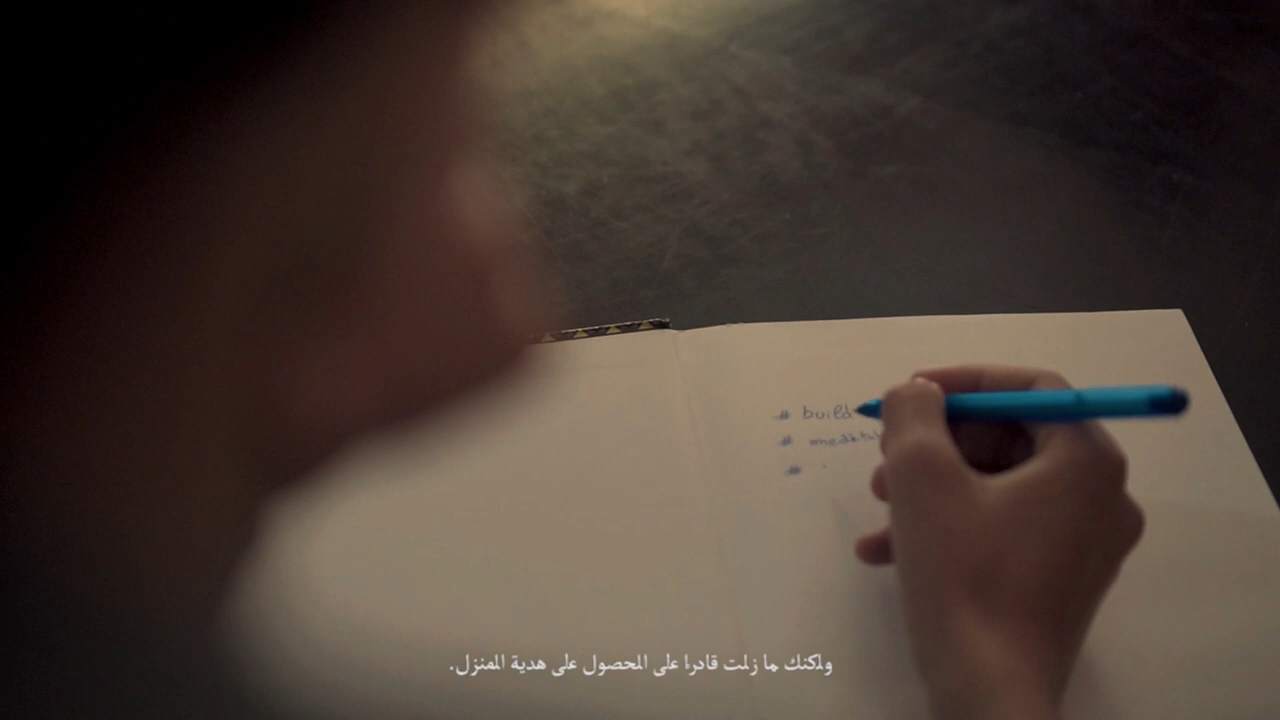 # build
#
#
ولكنك ما زلت قادرا على الحصول على هدية المنزل.